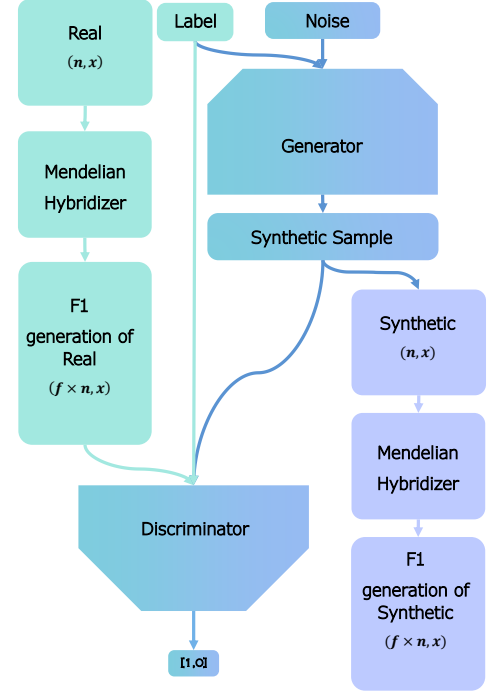 Real
(n, x)
Label
Noise
Mendelian
Hybridizer
Generator
Synthetic Sample
F1
generation of
Real
(f × n, x)
Synthetic
(n, x)
Mendelian
Hybridizer
Discriminator
F1
generation of
Synthetic
(f × n, x)
[1,0]